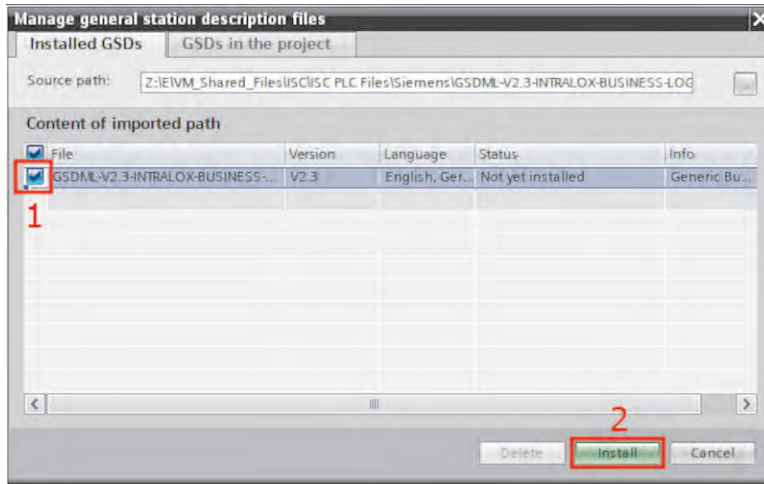 Manage general station description files
Installed GSDs GSDs in the project
Source path: Z:\E\VM_Shared_Files\ISC\ISC PLC Files\Siemens\GSDML-V2.3-INTRALOX-BUSINESS-LOG
...
Content of imported path
File Version Language Status Info
GSDML-V2.3-INTRALOX-BUSINESS-... V2.3 English, Ger... Not yet installed Generic Bu...
1
2
Delete Install Cancel